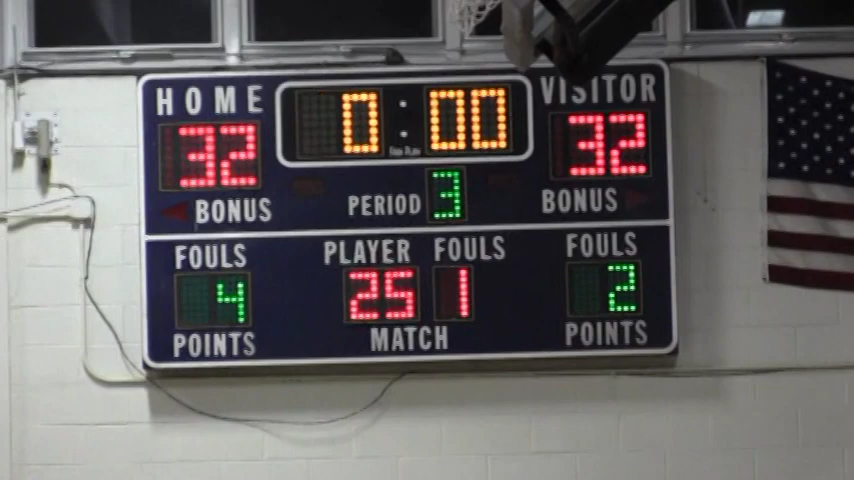 HOME 0:00 VISITOR
32 32
BONUS PERIOD 3 BONUS
FOULS PLAYER FOULS FOULS
4 25 1 2
POINTS MATCH POINTS